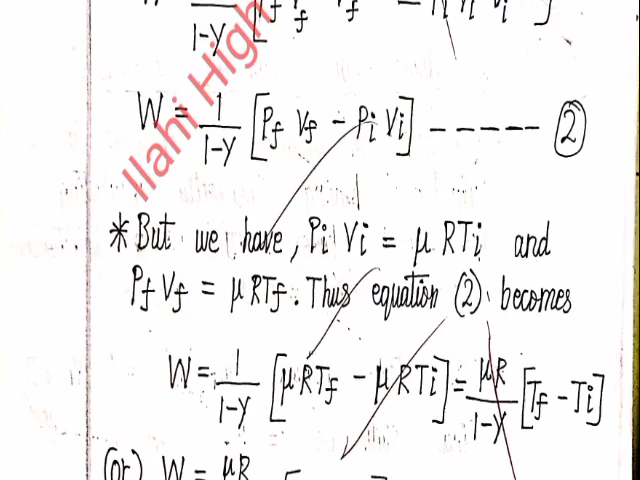 W = 1/(1-γ) [Pf Vf - Pi Vi] ----- ②
Ilahi High
*But we have, Pi Vi = μ RTi and
Pf Vf = μ RTf. Thus equation ② becomes
W = 1/(1-γ) [μ RTf - μ RTi] = μR/(1-γ) [Tf - Ti]
(or) W = μR